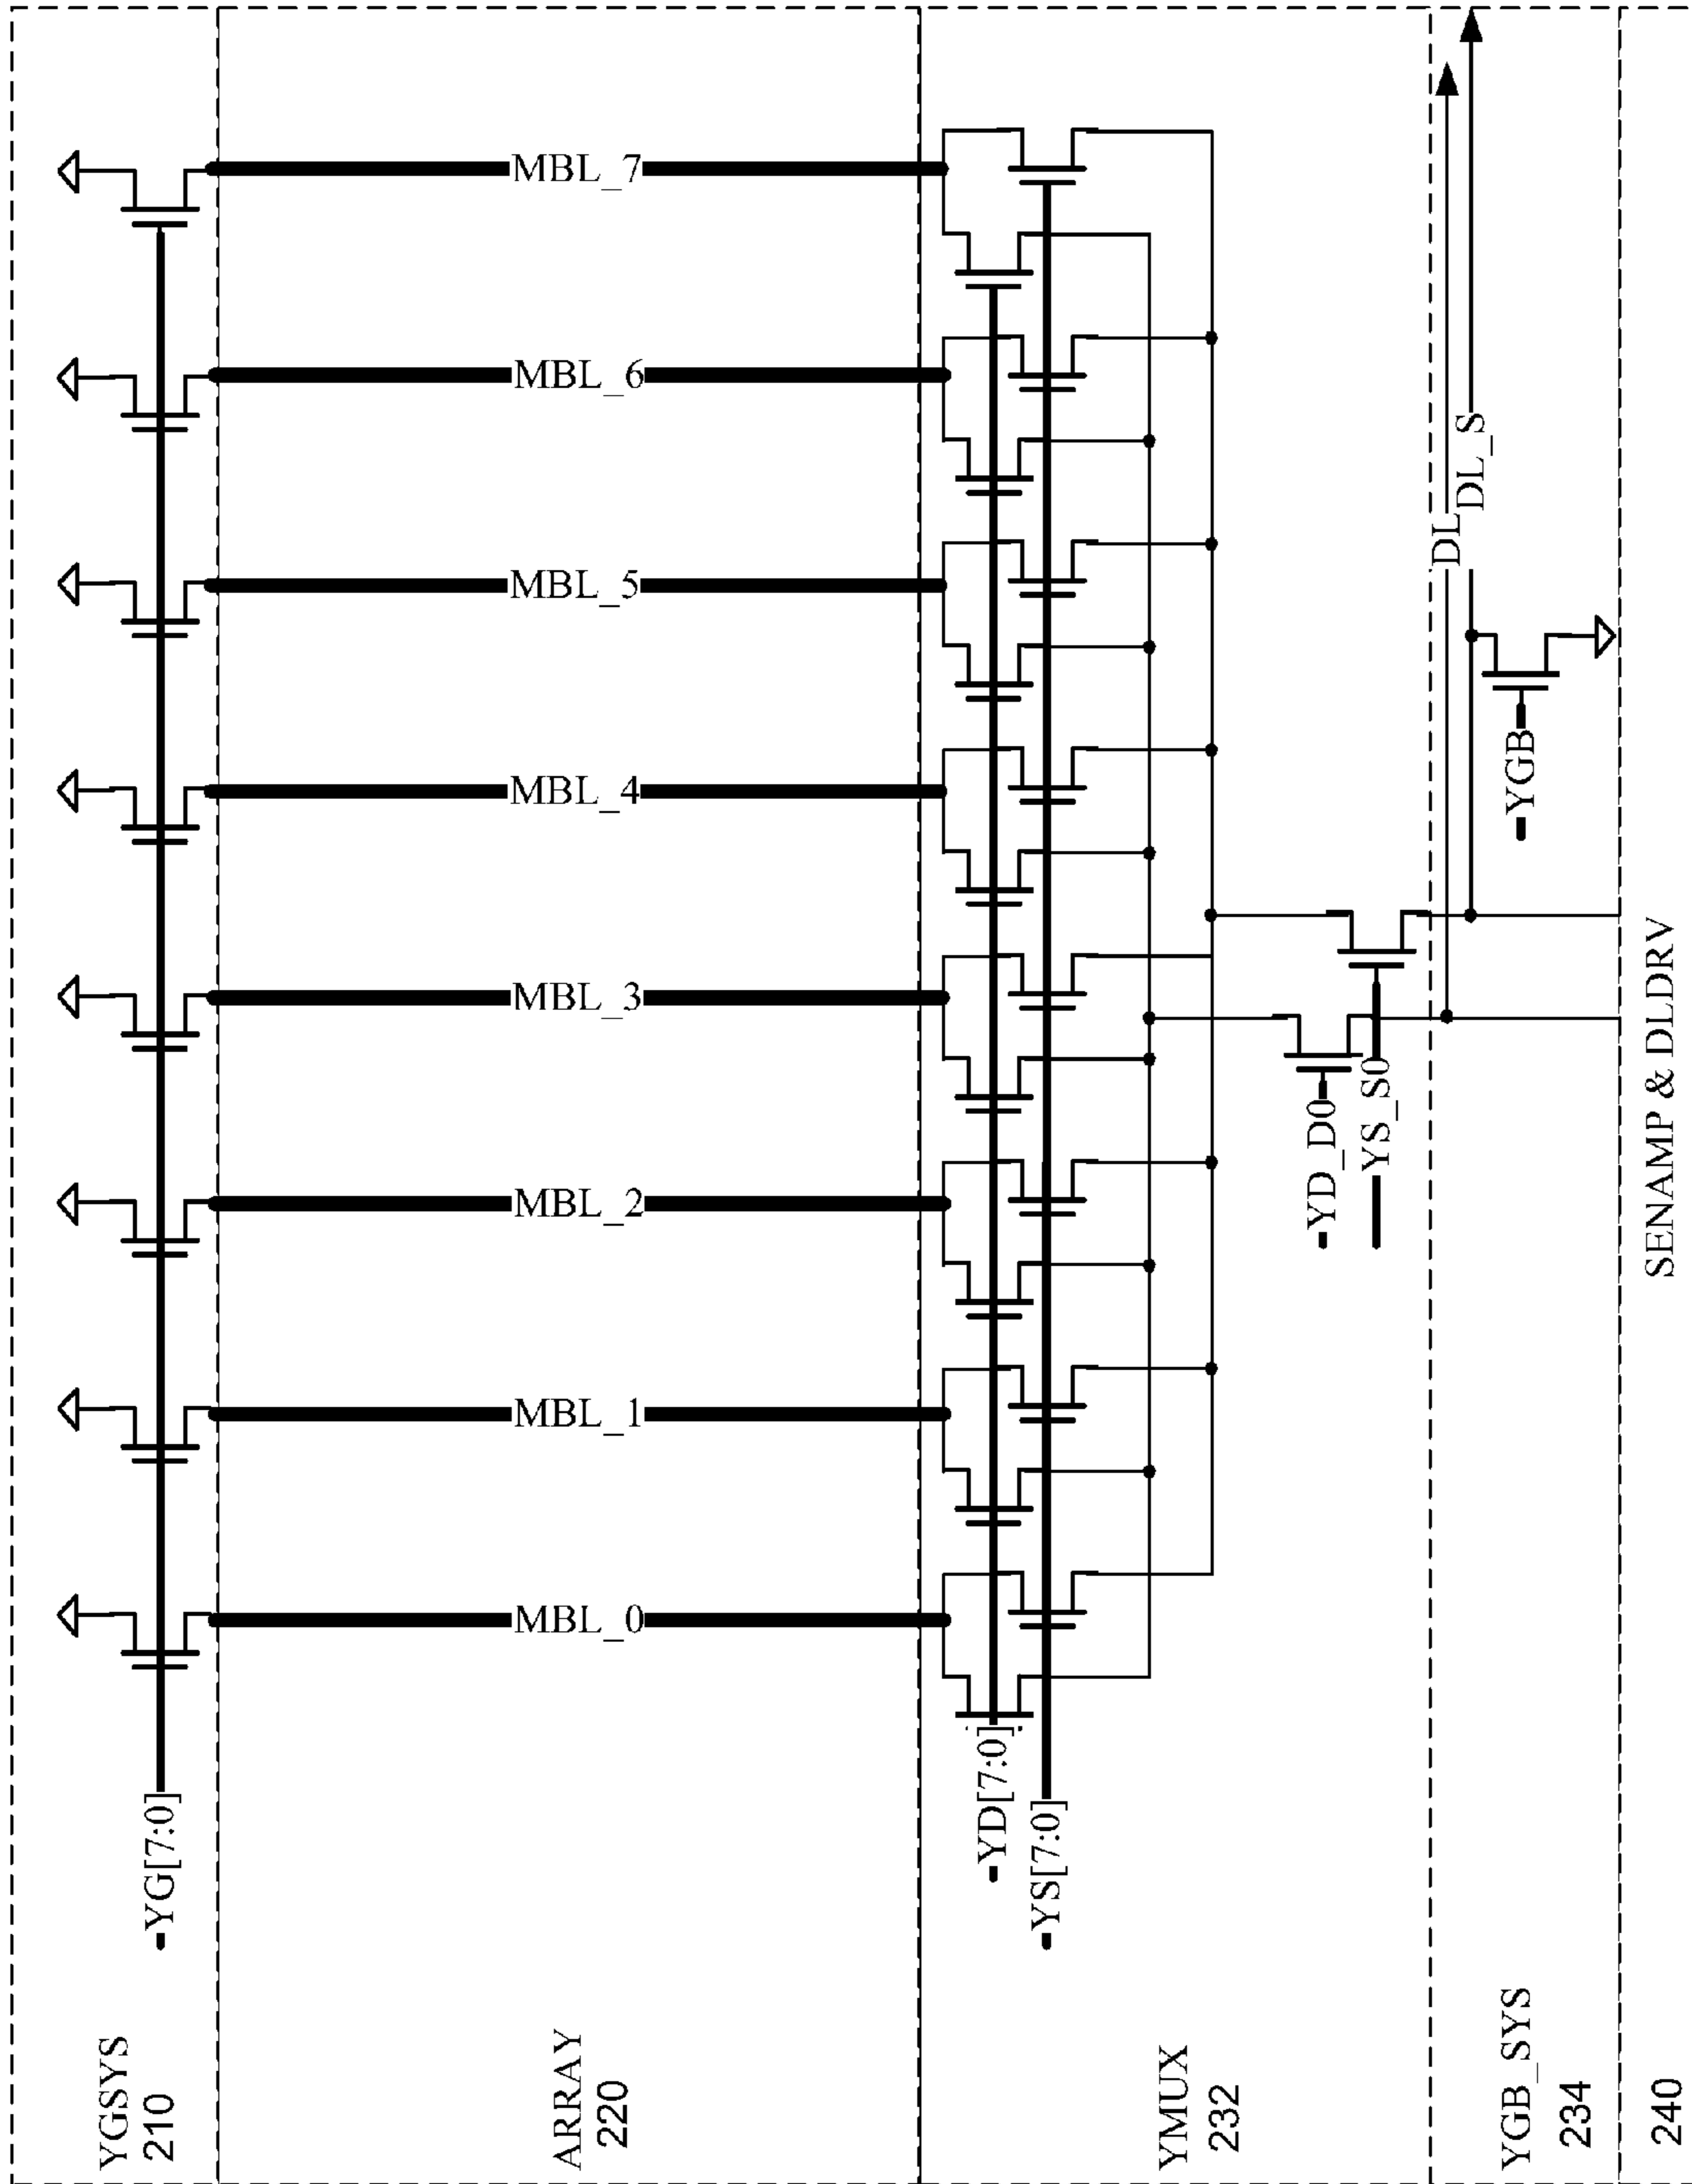 YGSYS
210
YG[7:0]
ARRAY
220
MBL_0
MBL_1
MBL_2
MBL_3
MBL_4
MBL_5
MBL_6
MBL_7
YMUX
232
YD[7:0]
YS[7:0]
YD_D0
YS_S0
YGB_SYS
234
DL
DL_S
YGB
240
SENAMP & DLDRV